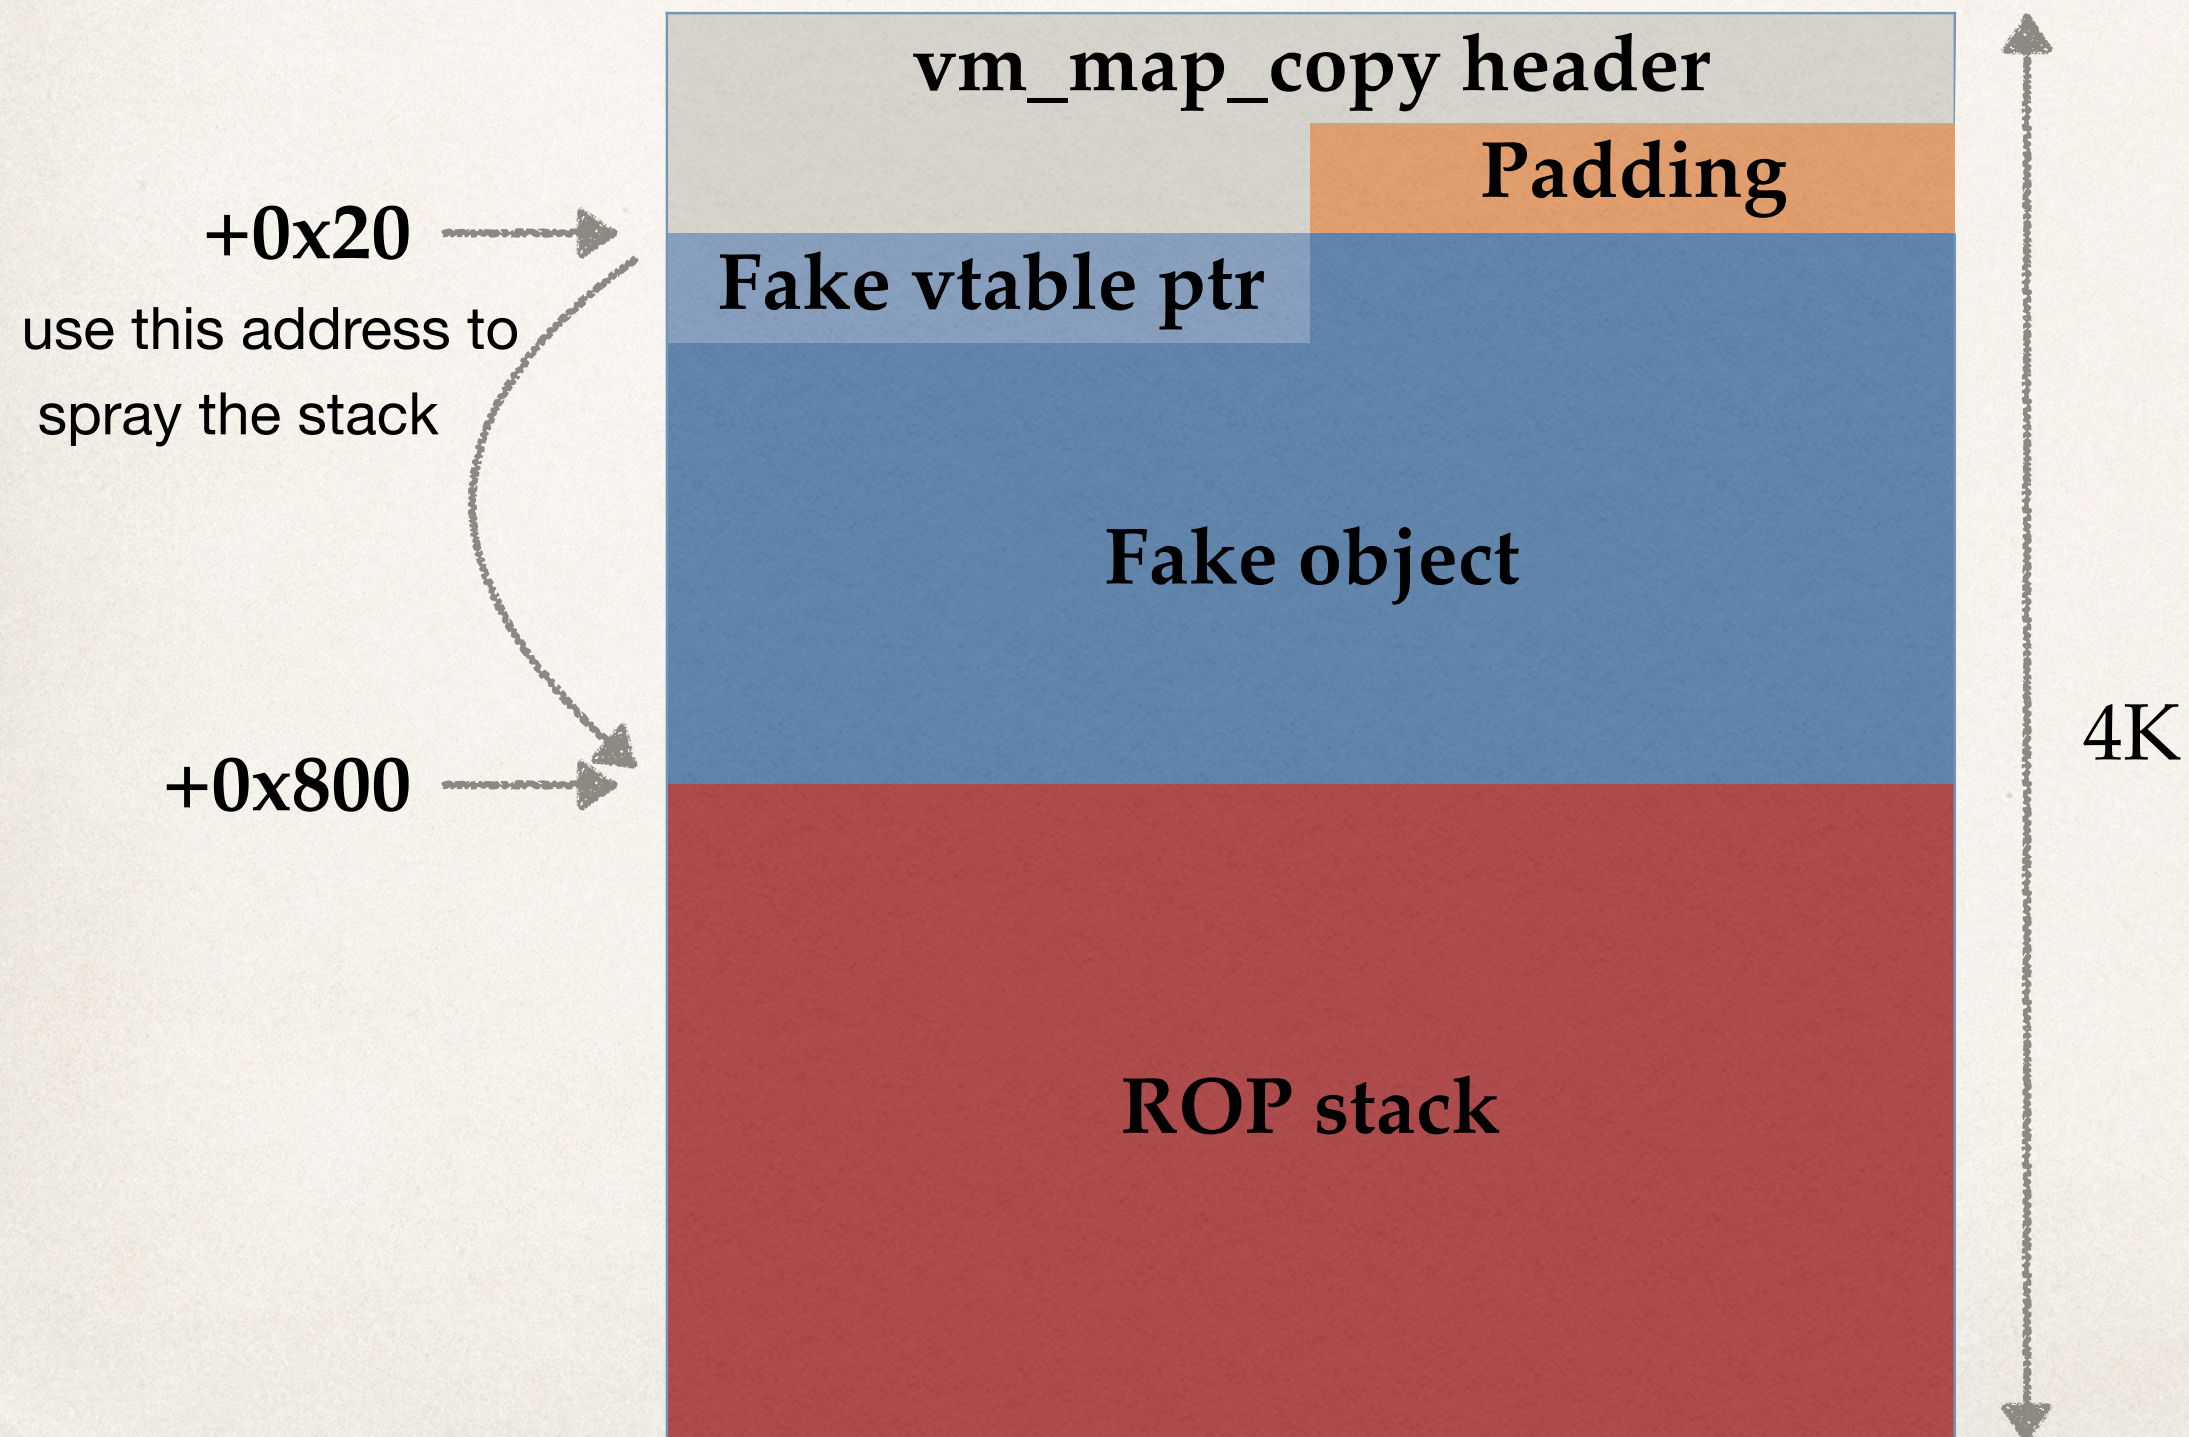 vm_map_copy header
Padding
+0x20
Fake vtable ptr
use this address to
spray the stack
Fake object
4K
+0x800
ROP stack